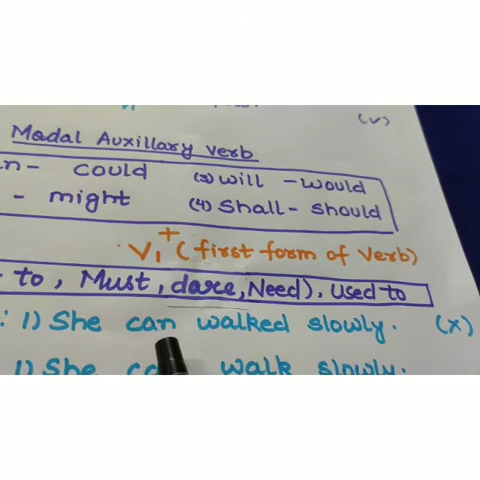 (V)
Modal Auxillary Verb
n - could (3) Will - would
- might (4) Shall - Should
+
V1 (first form of Verb)
to, Must, dare, Need), Used to
: 1) She can walked slowly. (x)
1) She ca walk slowly.